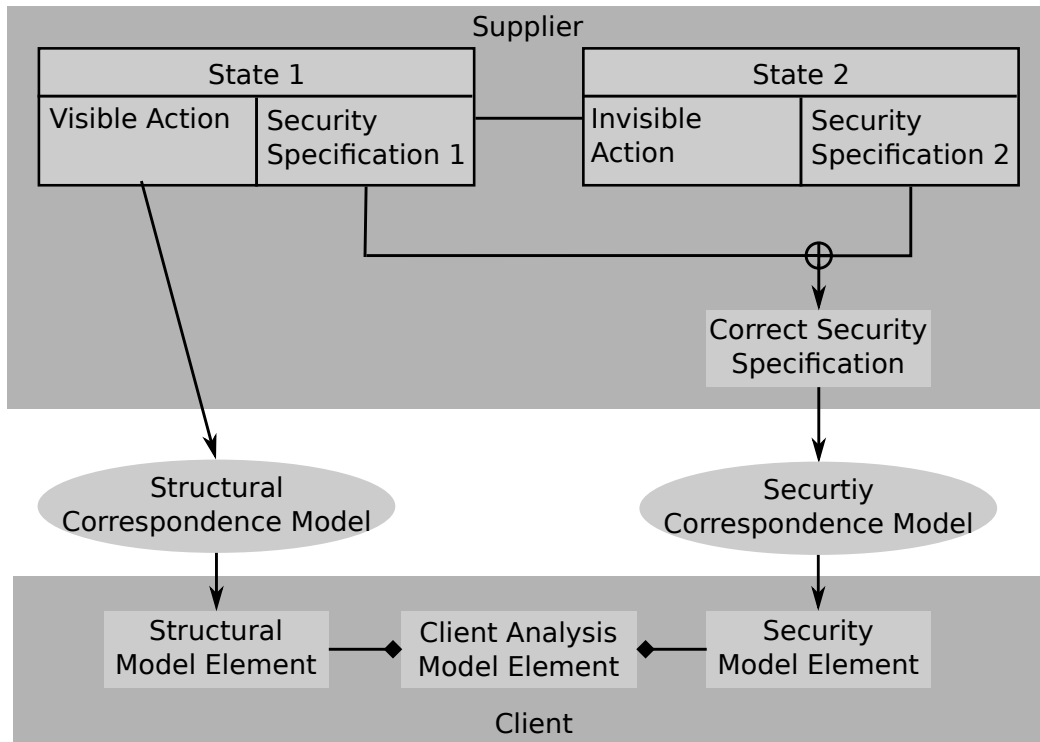 Supplier
State 1
State 2
Visible Action
Security
Specification 1
Invisible
Action
Security
Specification 2
Correct Security
Specification
Structural
Correspondence Model
Securtiy
Correspondence Model
Structural
Model Element
Client Analysis
Model Element
Security
Model Element
Client